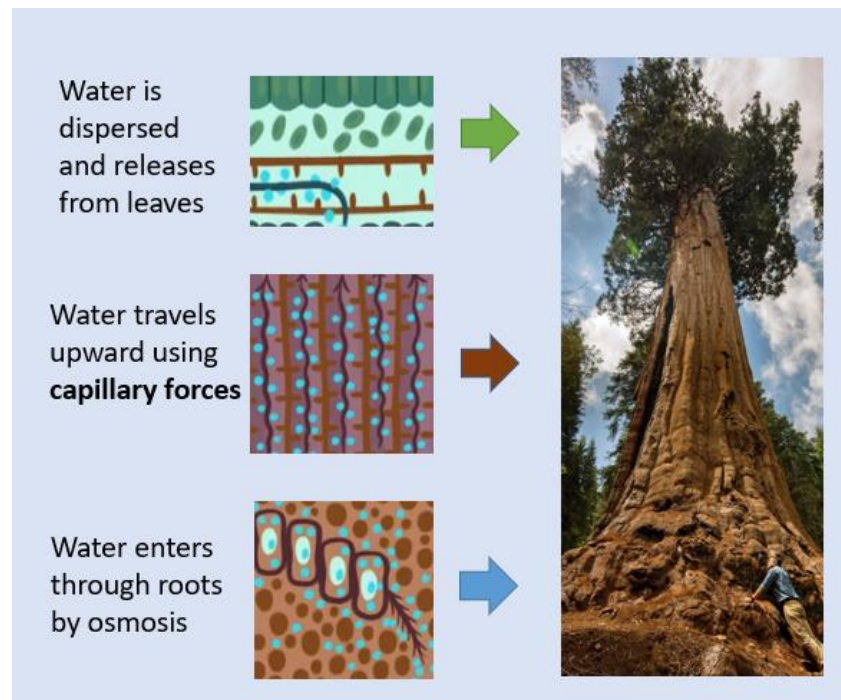 Water is
dispersed
and releases
from leaves
Water travels
upward using
capillary forces
Water enters
through roots
by osmosis